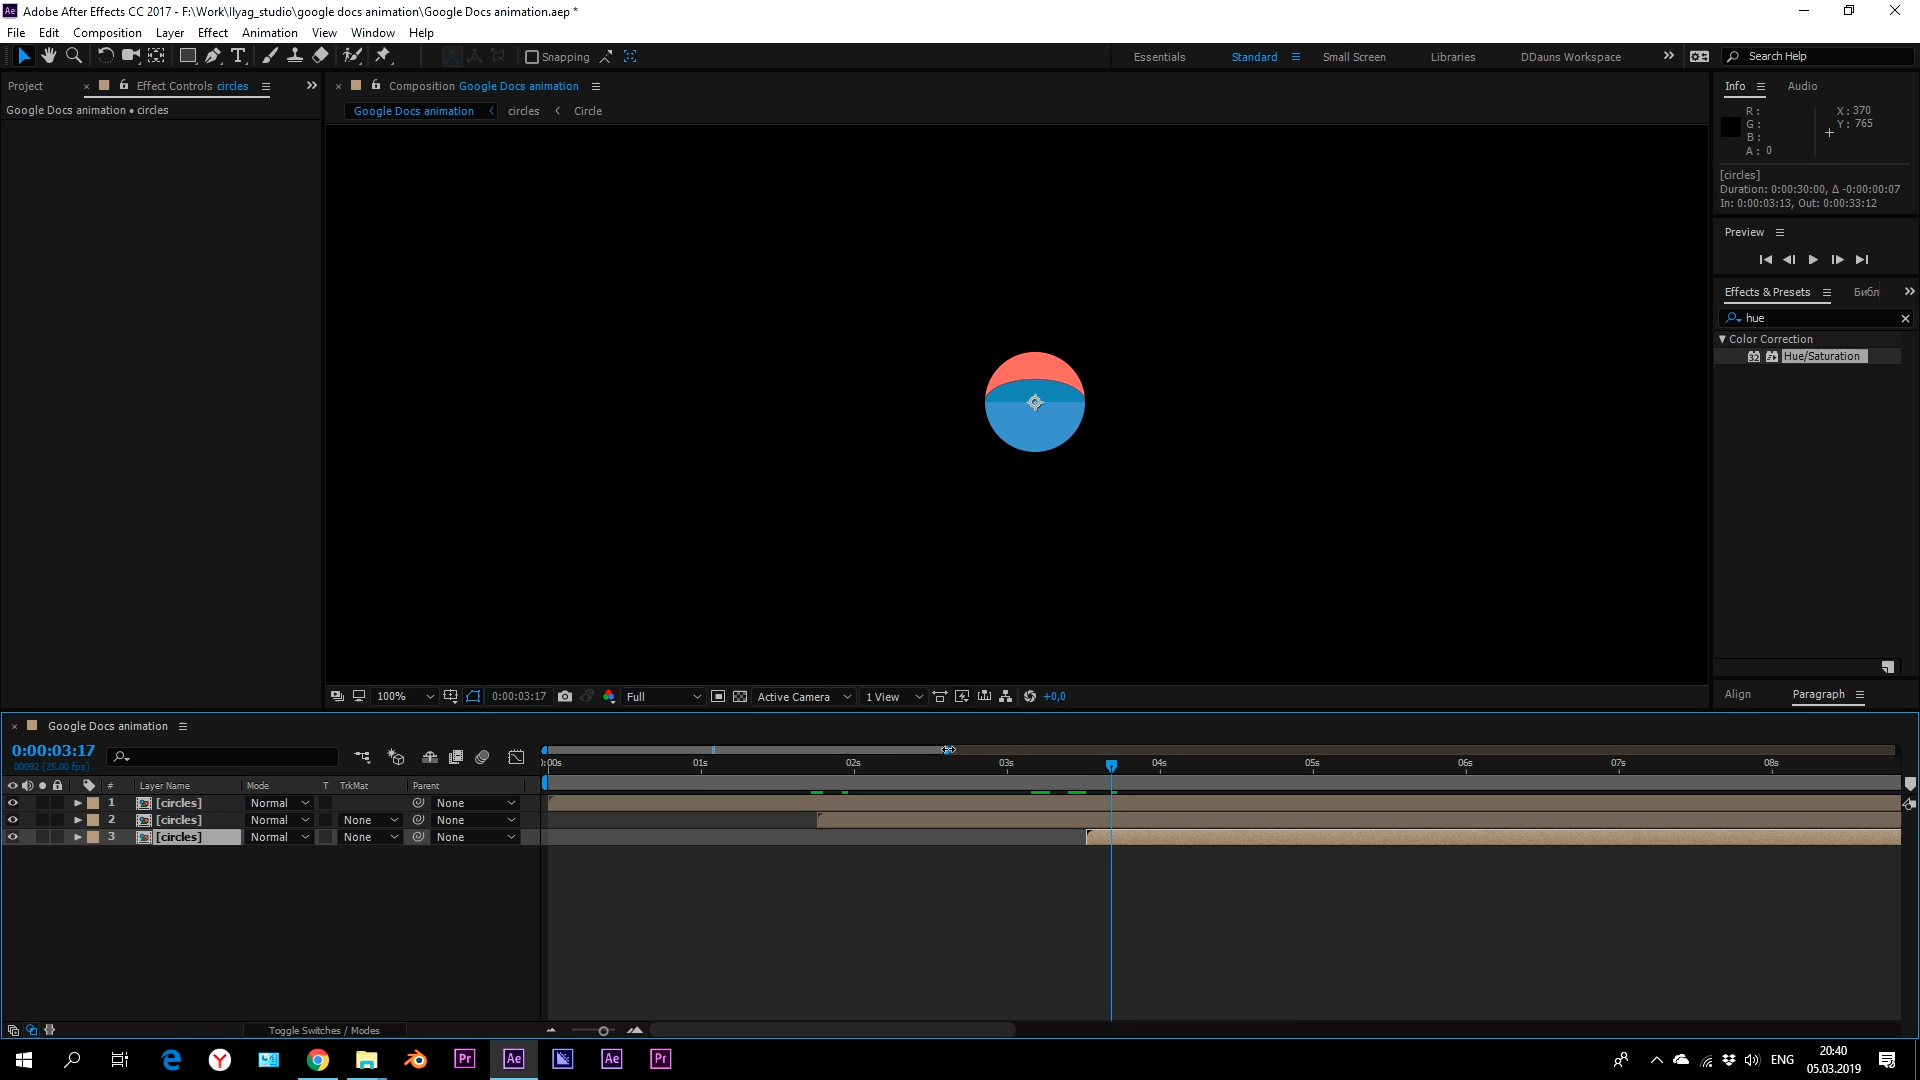 Adobe After Effects CC 2017 - F:\Work\Ilyag_studio\google docs animation\Google Docs animation.aep *
File Edit Composition Layer Effect Animation View Window Help
Snapping
Essentials Standard Small Screen Libraries DDauns Workspace Search Help
Project Effect Controls circles
Google Docs animation • circles
Composition Google Docs animation
Google Docs animation circles Circle
Info Audio
R :
G :
B :
A : 0
X : 370
Y : 765
[circles]
Duration: 0:00:30:00, Δ -0:00:00:07
In: 0:00:03:13, Out: 0:00:33:12
Preview
Effects & Presets Библ
hue
Color Correction
32 Hue/Saturation
100% 0:00:03:17 Full Active Camera 1 View +0,0
Align Paragraph
Google Docs animation
0:00:03:17
00092 (25.00 fps)
# Layer Name Mode T TrkMat Parent
1 [circles] Normal None
2 [circles] Normal None None
3 [circles] Normal None None
):00s 01s 02s 03s 04s 05s 06s 07s 08s
Toggle Switches / Modes
Pr Ae Ae Pr
ENG
20:40
05.03.2019